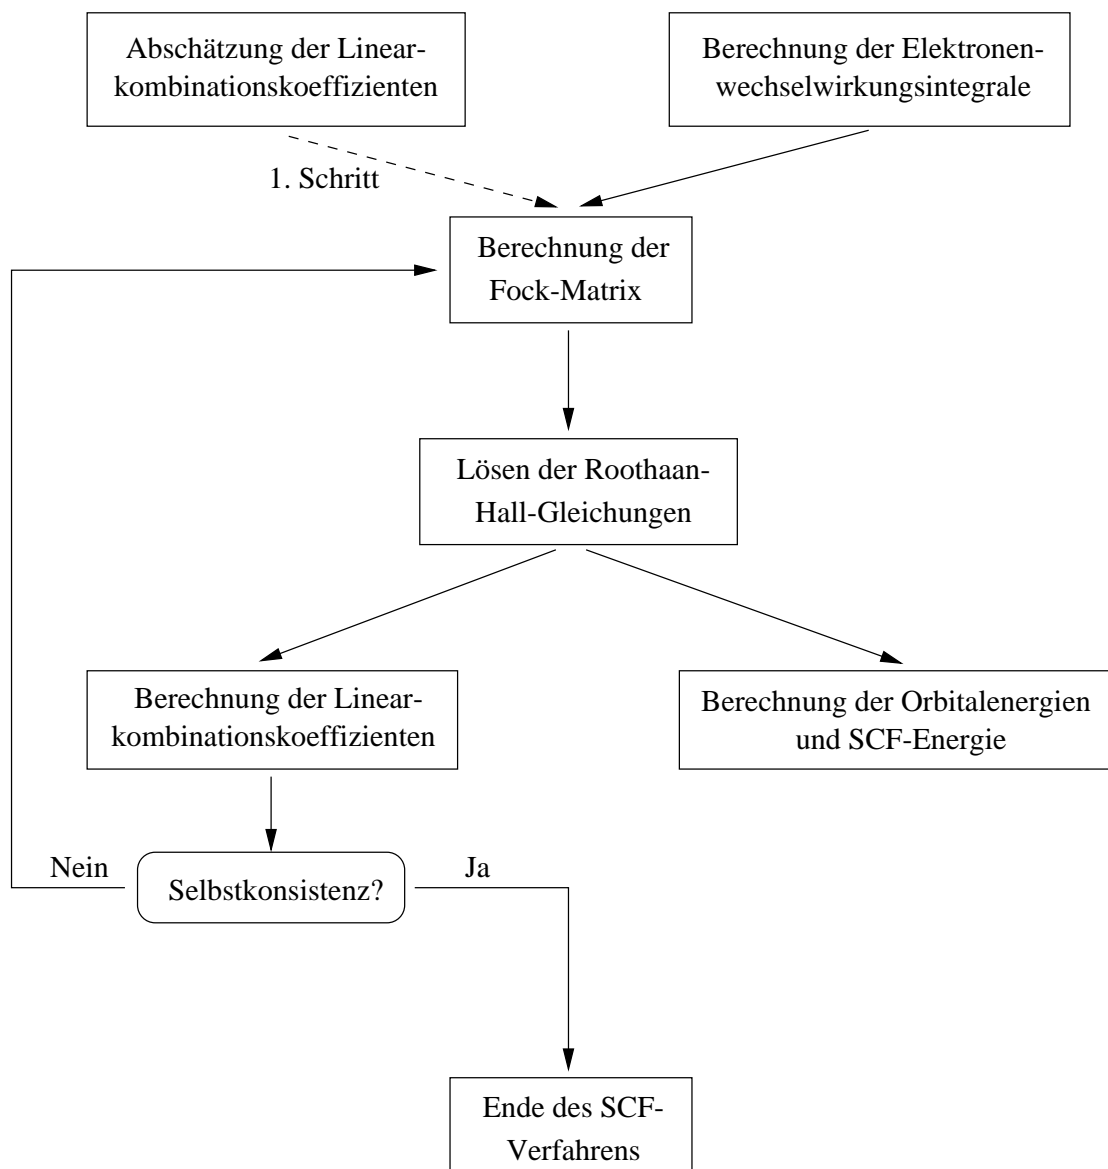 Abschätzung der Linear-
kombinationskoeffizienten
Berechnung der Elektronen-
wechselwirkungsintegrale
1. Schritt
Berechnung der
Fock-Matrix
Lösen der Roothaan-
Hall-Gleichungen
Berechnung der Linear-
kombinationskoeffizienten
Berechnung der Orbitalenergien
und SCF-Energie
Nein
Selbstkonsistenz?
Ja
Ende des SCF-
Verfahrens